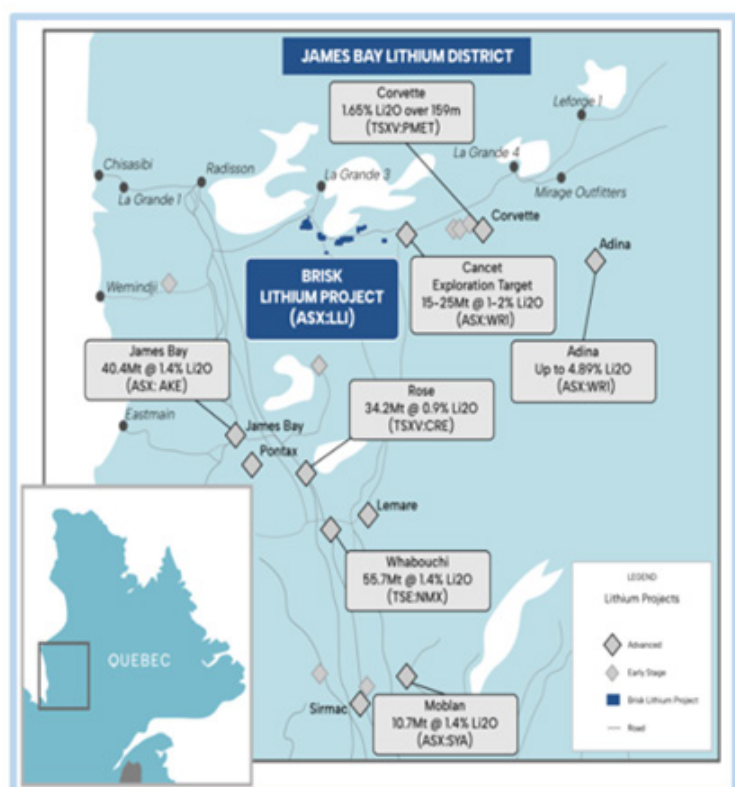 JAMES BAY LITHIUM DISTRICT
Corvette
1.65% Li2O over 159m
(TSXV:PMET)
Leforge 1
Chisasibi
La Grande 1
Radisson
La Grande 3
La Grande 4
Mirage Outfitters
Corvette
Adina
Wemindji
BRISK
LITHIUM PROJECT
(ASX:LLI)
Cancet
Exploration Target
15-25Mt @ 1-2% Li2O
(ASX:WR1)
Adina
Up to 4.89% Li2O
(ASX:WR1)
James Bay
40.4Mt @ 1.4% Li2O
(ASX: AKE)
Rose
34.2Mt @ 0.9% Li2O
(TSXV:CRE)
Eastmain
James Bay
Pontax
Lemare
Whabouchi
55.7Mt @ 1.4% Li2O
(TSE:NMX)
Sirmac
Moblan
10.7Mt @ 1.4% Li2O
(ASX:SYA)
QUEBEC
LEGEND
Lithium Projects
Advanced
Early Stage
Brisk Lithium Project
Road